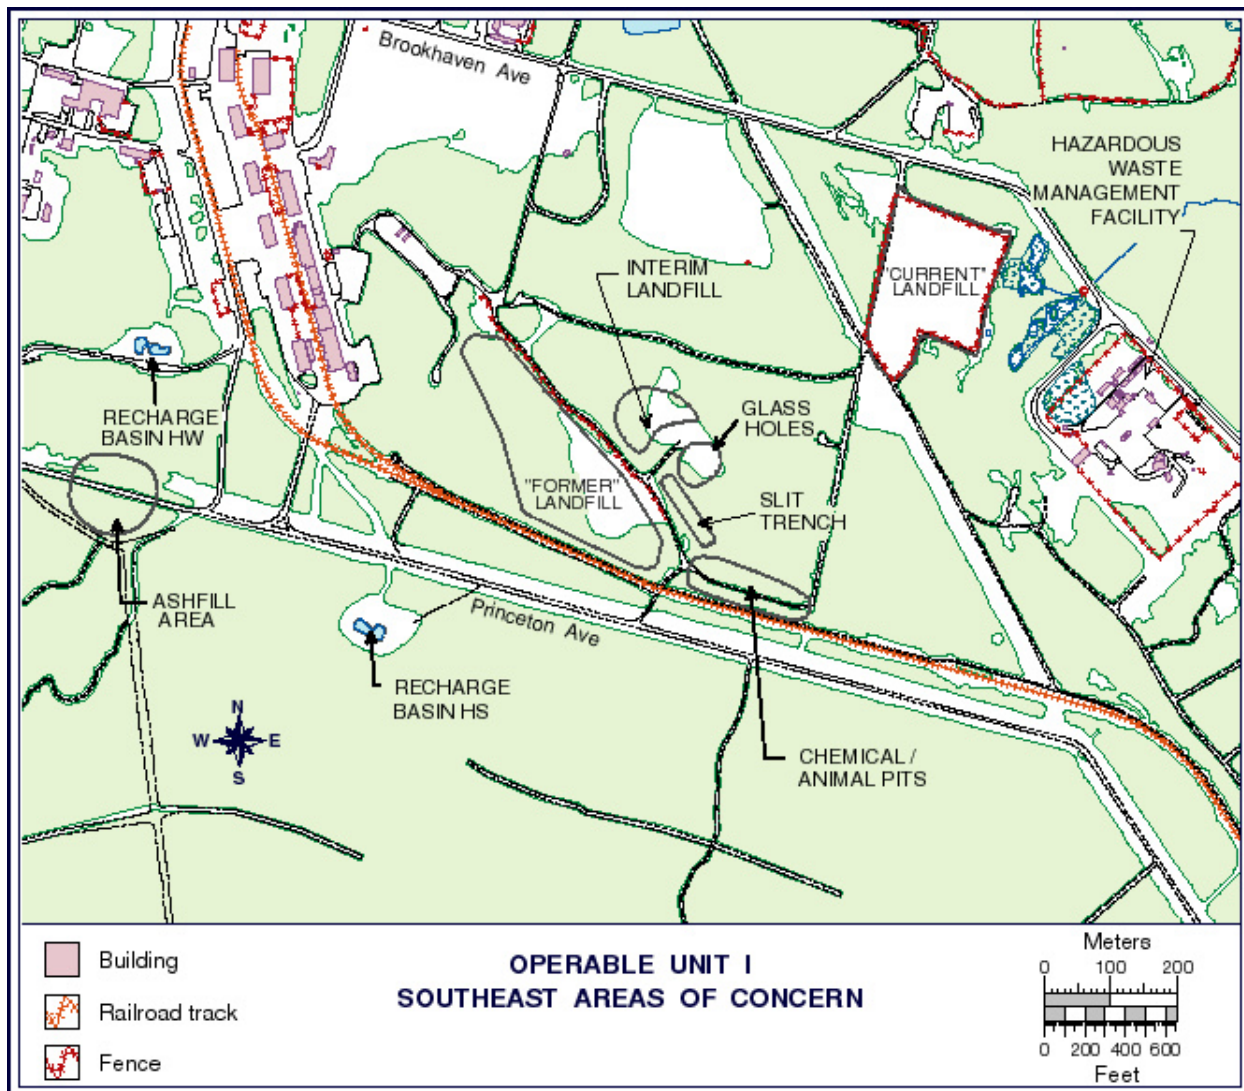 Brookhaven Ave
HAZARDOUS
WASTE
MANAGEMENT
FACILITY
INTERIM
LANDFILL
"CURRENT"
LANDFILL
RECHARGE
BASIN HW
GLASS
HOLES
"FORMER"
LANDFILL
SLIT
TRENCH
ASHFILL
AREA
Princeton Ave
RECHARGE
BASIN HS
N
W E
S
CHEMICAL /
ANIMAL PITS
Building
Railroad track
Fence
OPERABLE UNIT I
SOUTHEAST AREAS OF CONCERN
Meters
0 100 200
0 200 400 600
Feet